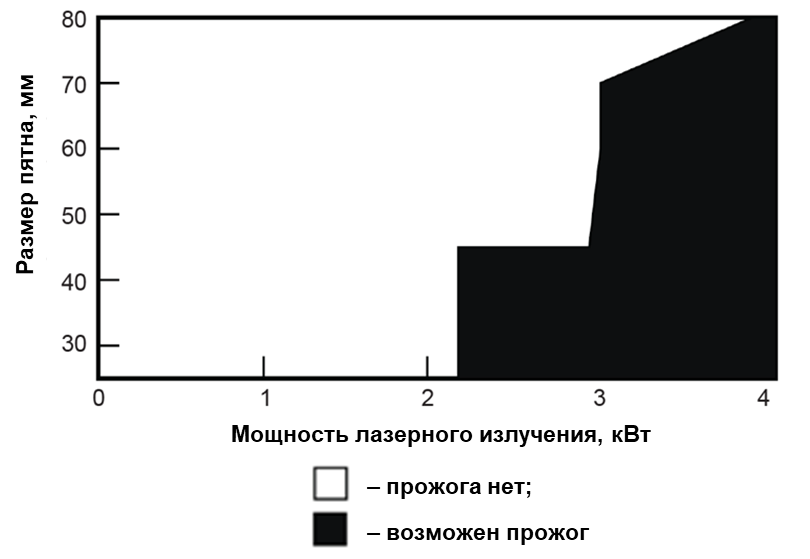 80
70
60
50
40
30
Размер пятна, мм
0 1 2 3 4
Мощность лазерного излучения, кВт
– прожога нет;
– возможен прожог